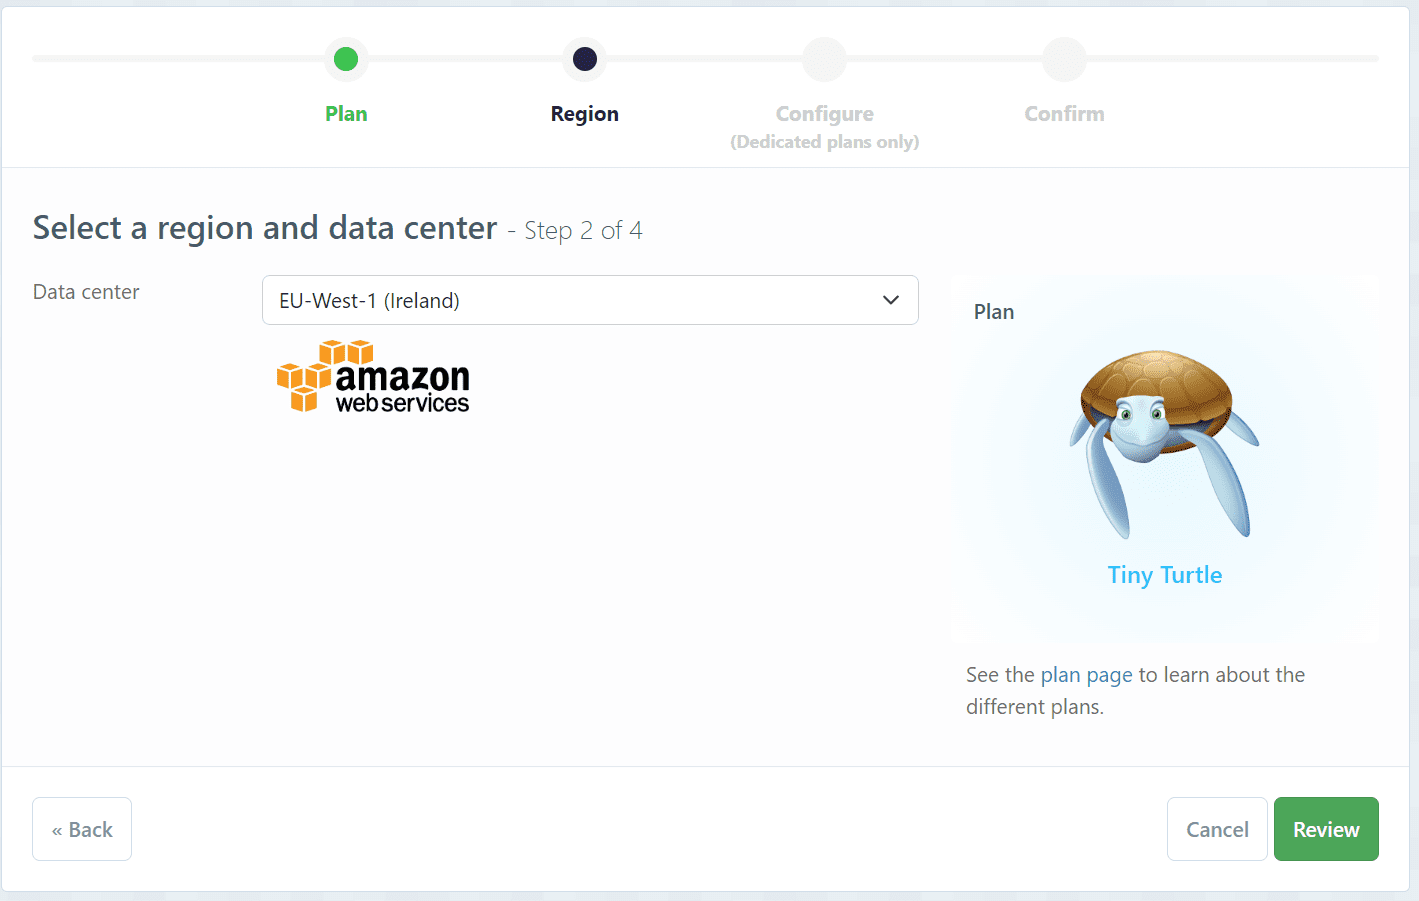 Plan
Region
Configure
(Dedicated plans only)
Confirm
Select a region and data center - Step 2 of 4
Data center
EU-West-1 (Ireland)
amazon
web services
Plan
Tiny Turtle
See the plan page to learn about the
different plans.
« Back
Cancel
Review